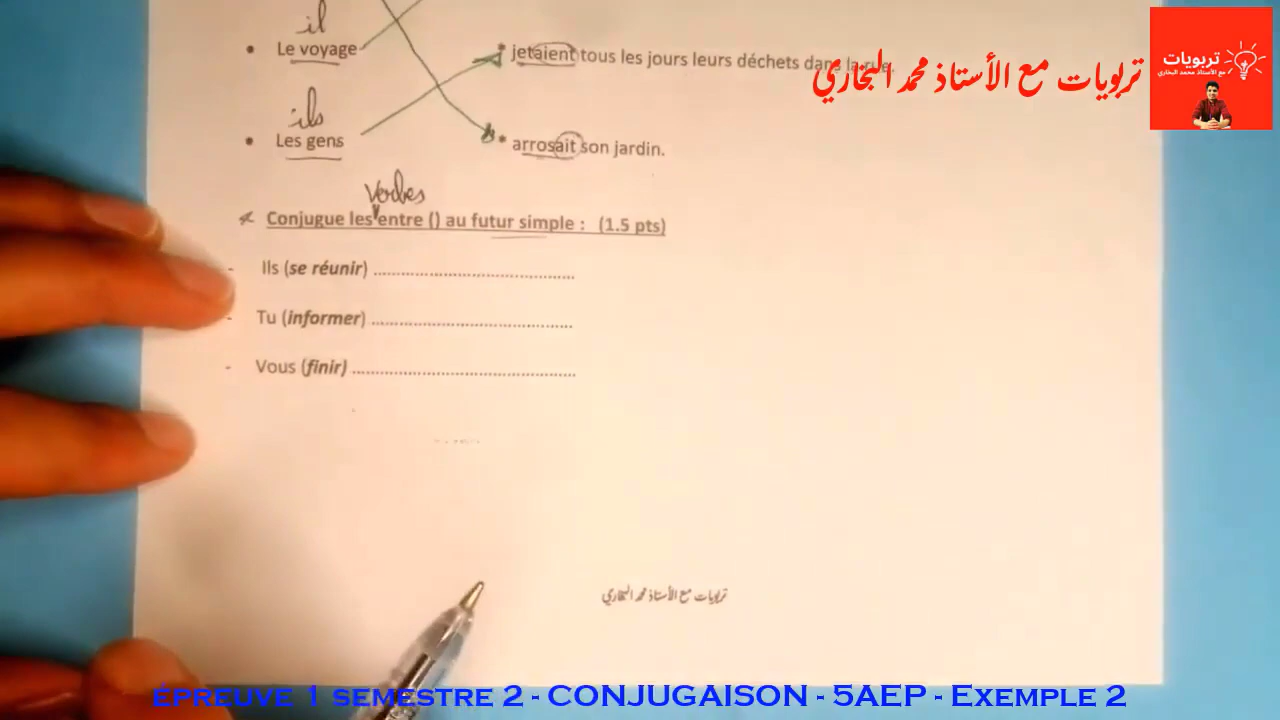 il
• Le voyage
• jetaient tous les jours leurs déchets dans la rue.
تربويات مع الأستاذ محمد البخاري
تربويات
مع الأستاذ محمد البخاري
ils
• Les gens
• arrosait son jardin.
verbes
Conjugue les entre () au futur simple : (1.5 pts)
- Ils (se réunir) ..........................................
- Tu (informer) ..........................................
- Vous (finir) ...............................................
تربويات مع الأستاذ محمد البخاري
épreuve 1 semestre 2 - CONJUGAISON - 5AEP - Exemple 2